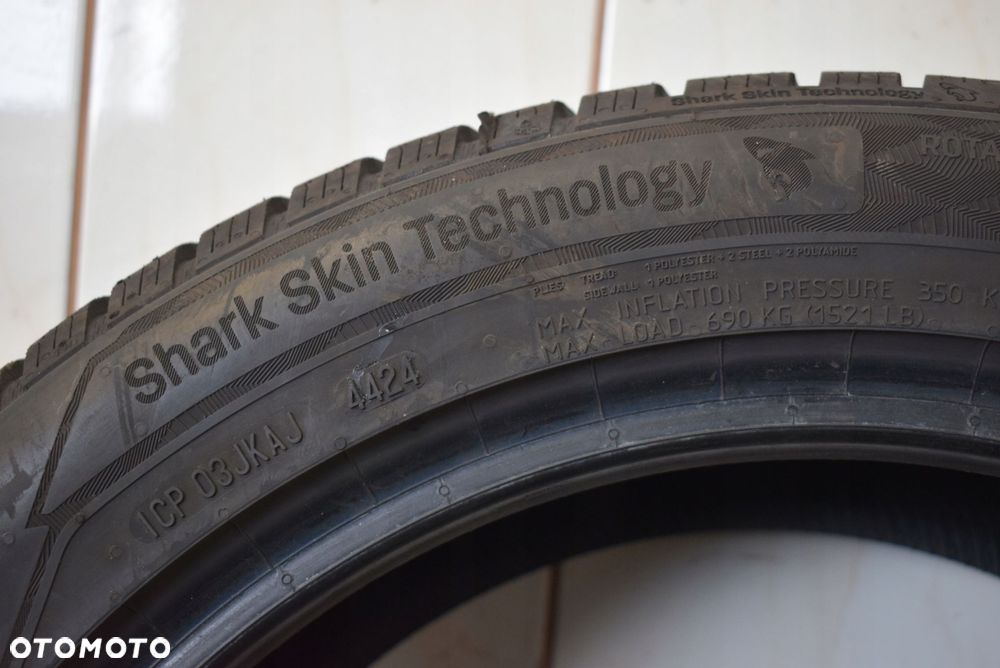 Shark Skin Technology
ROTA
Shark Skin Technology
PLIES: TREAD 1 POLYESTER + 2 STEEL + 2 POLYAMIDE
SIDEWALL 1 POLYESTER
MAX. INFLATION PRESSURE 350 K
MAX. LOAD 690 KG (1521 LB)
4424
1CP 03JKAJ
OTOMOTO